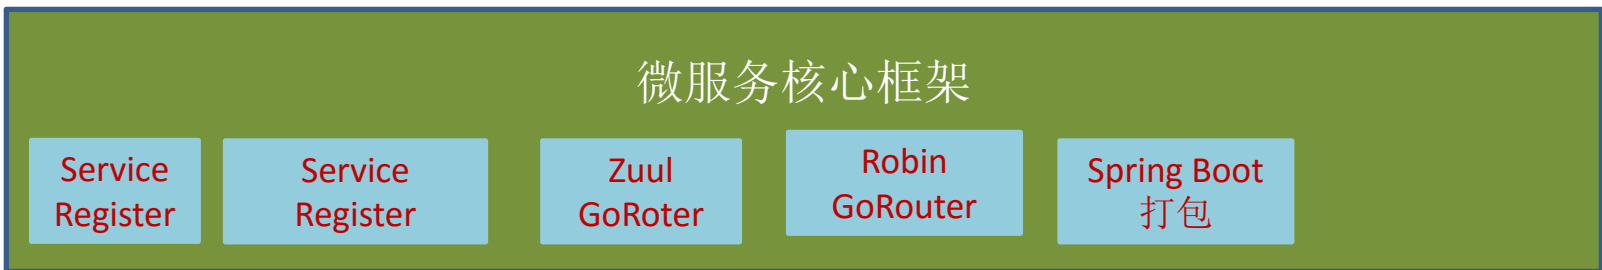 微服务核心框架
Service
Register
Service
Register
Zuul
GoRoter
Robin
GoRouter
Spring Boot
打包